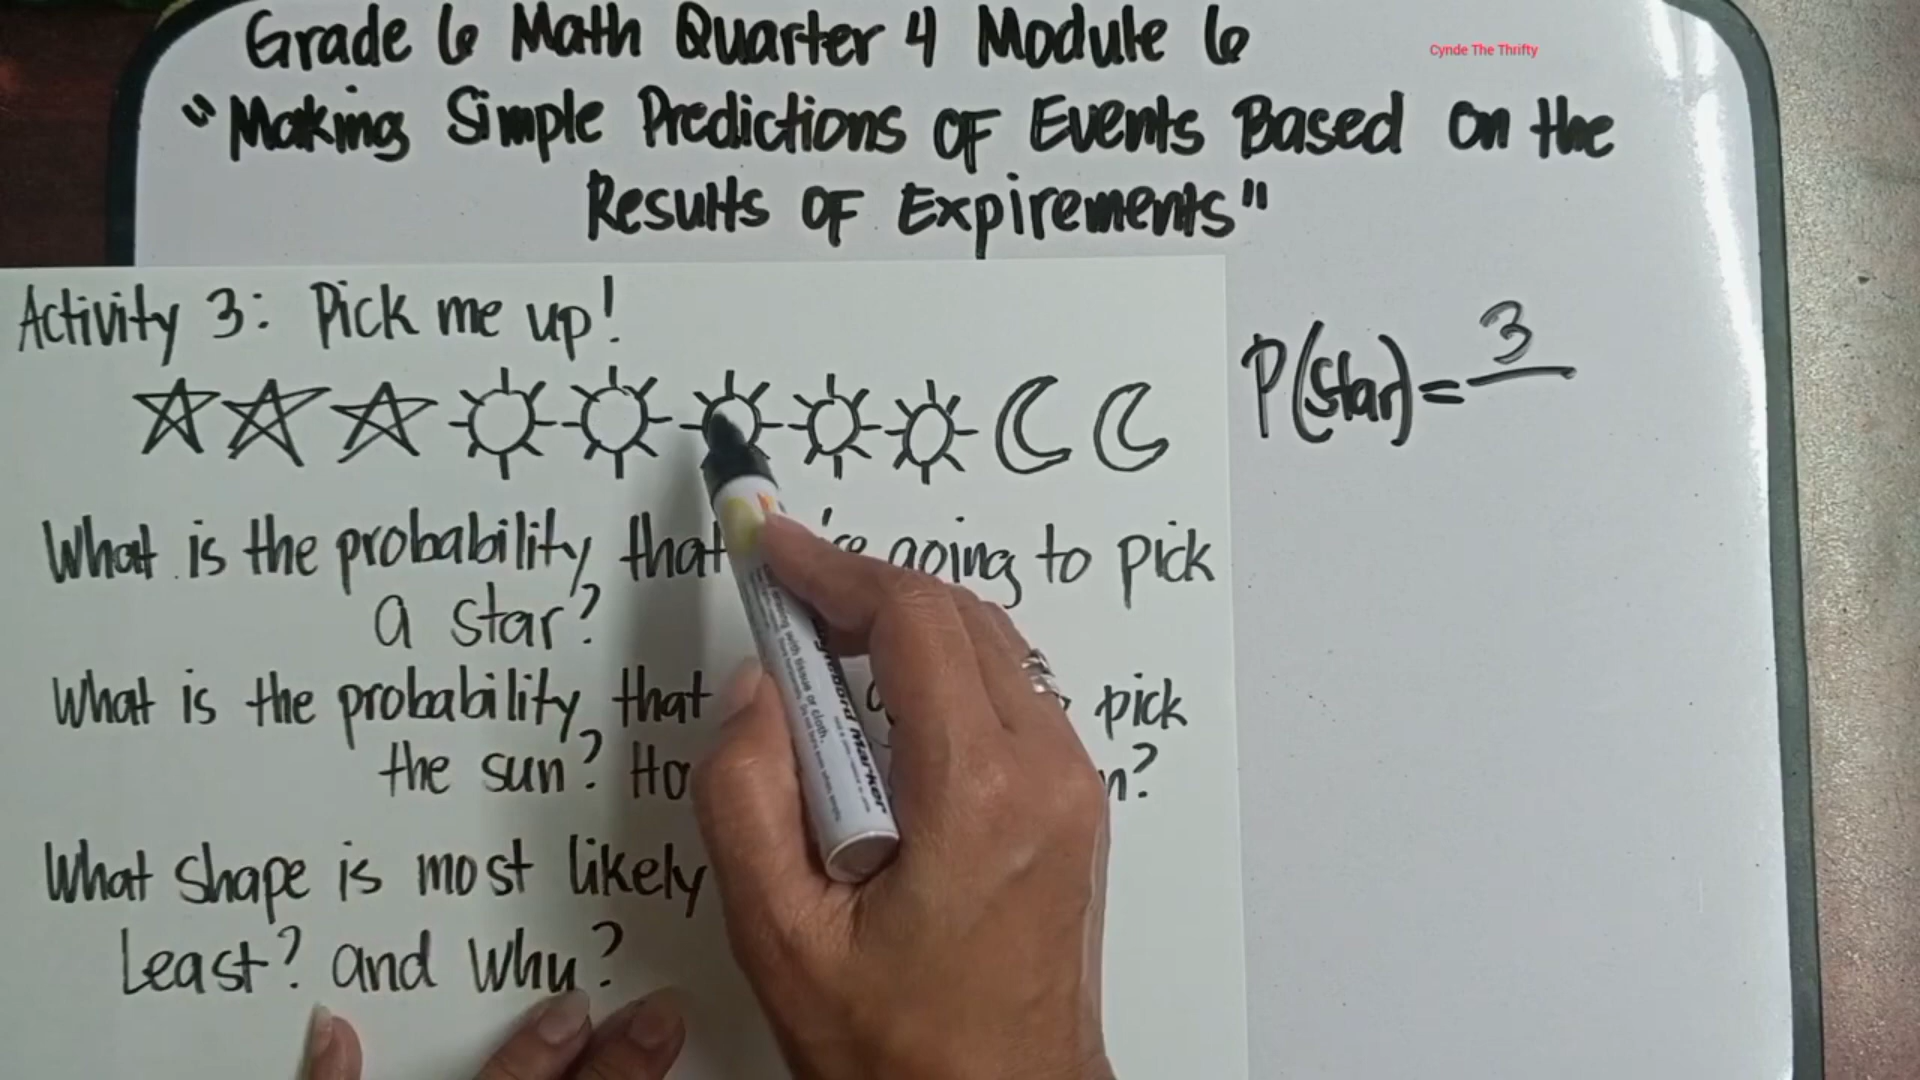 Grade 6 Math Quarter 4 Module 6
Cynde The Thrifty
"Making Simple Predictions OF Events Based on the
Results OF Expirements"
Activity 3: Pick me up!
P(star) = 3
What is the probability that going to pick
a star?
What is the probability that pick
the sun?
What shape is most likely
Least? and Why?